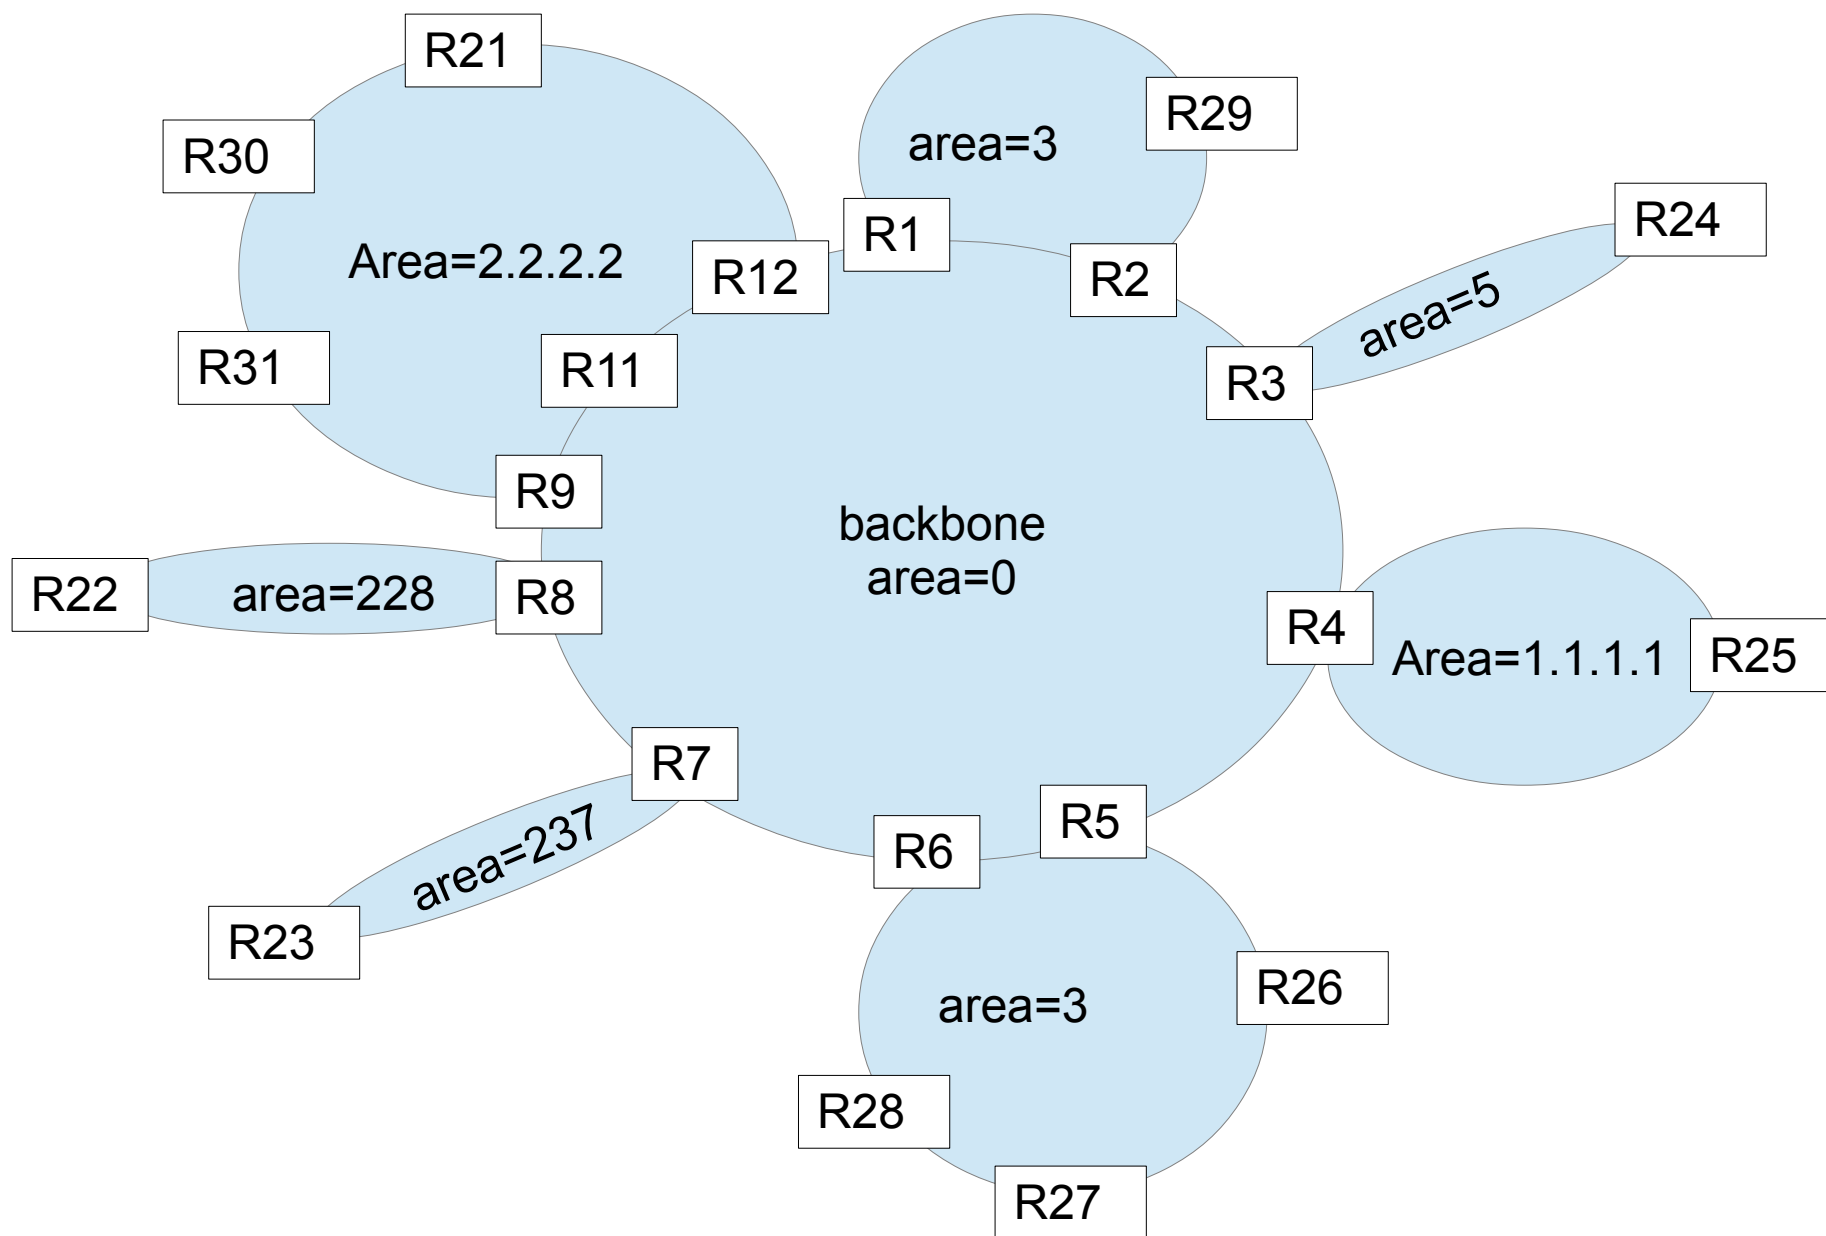 R21
R29
area=3
R30
R24
R1
Area=2.2.2.2
R12
R2
area=5
R31
R11
R3
R9
backbone
area=0
R22
area=228
R8
R4
Area=1.1.1.1
R25
R7
R5
area=237
R6
R23
R26
area=3
R28
R27